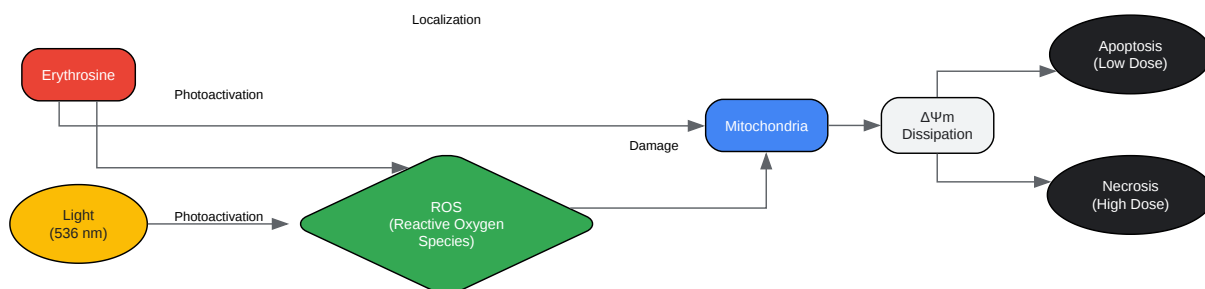 Localization
Erythrosine
Photoactivation
Damage
Light
(536 nm)
Photoactivation
ROS
(Reactive Oxygen
Species)
Mitochondria
ΔΨm
Dissipation
Apoptosis
(Low Dose)
Necrosis
(High Dose)